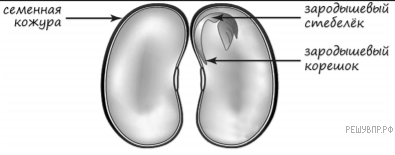 семенная
кожура
зародышевый
стебелёк
зародышевый
корешок
РЕШУВПР.РФ